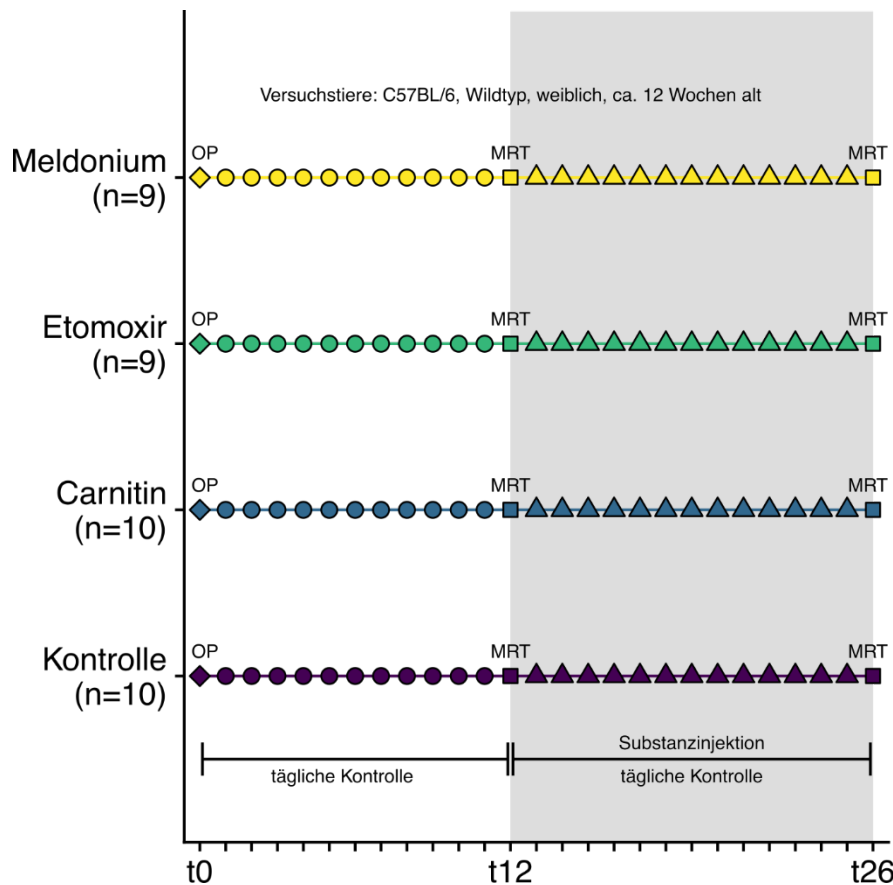 Versuchstiere: C57BL/6, Wildtyp, weiblich, ca. 12 Wochen alt
OP MRT MRT
Meldonium
(n=9)
OP MRT MRT
Etomoxir
(n=9)
OP MRT MRT
Carnitin
(n=10)
OP MRT MRT
Kontrolle
(n=10)
Substanzinjektion
tägliche Kontrolle tägliche Kontrolle
t0 t12 t26